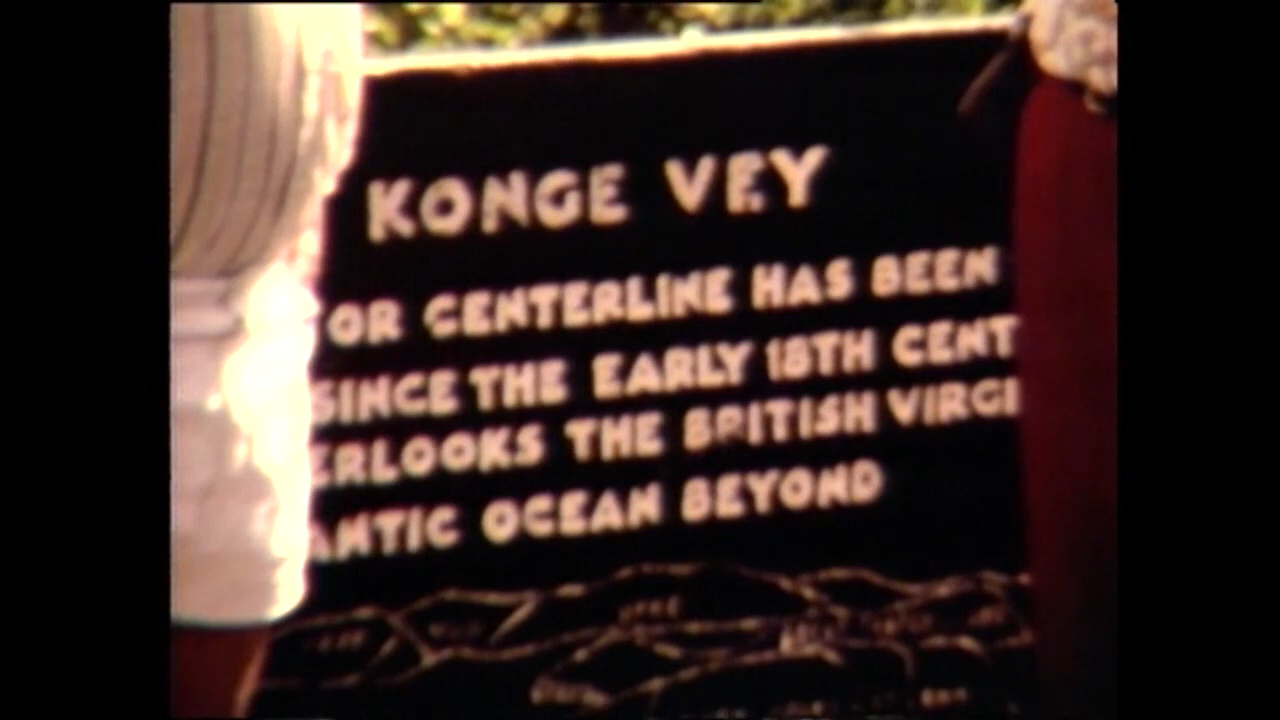 KONGE VEY
OR CENTERLINE HAS BEEN
SINCE THE EARLY 18TH CENT
ERLOOKS THE BRITISH VIRGI
ANTIC OCEAN BEYOND